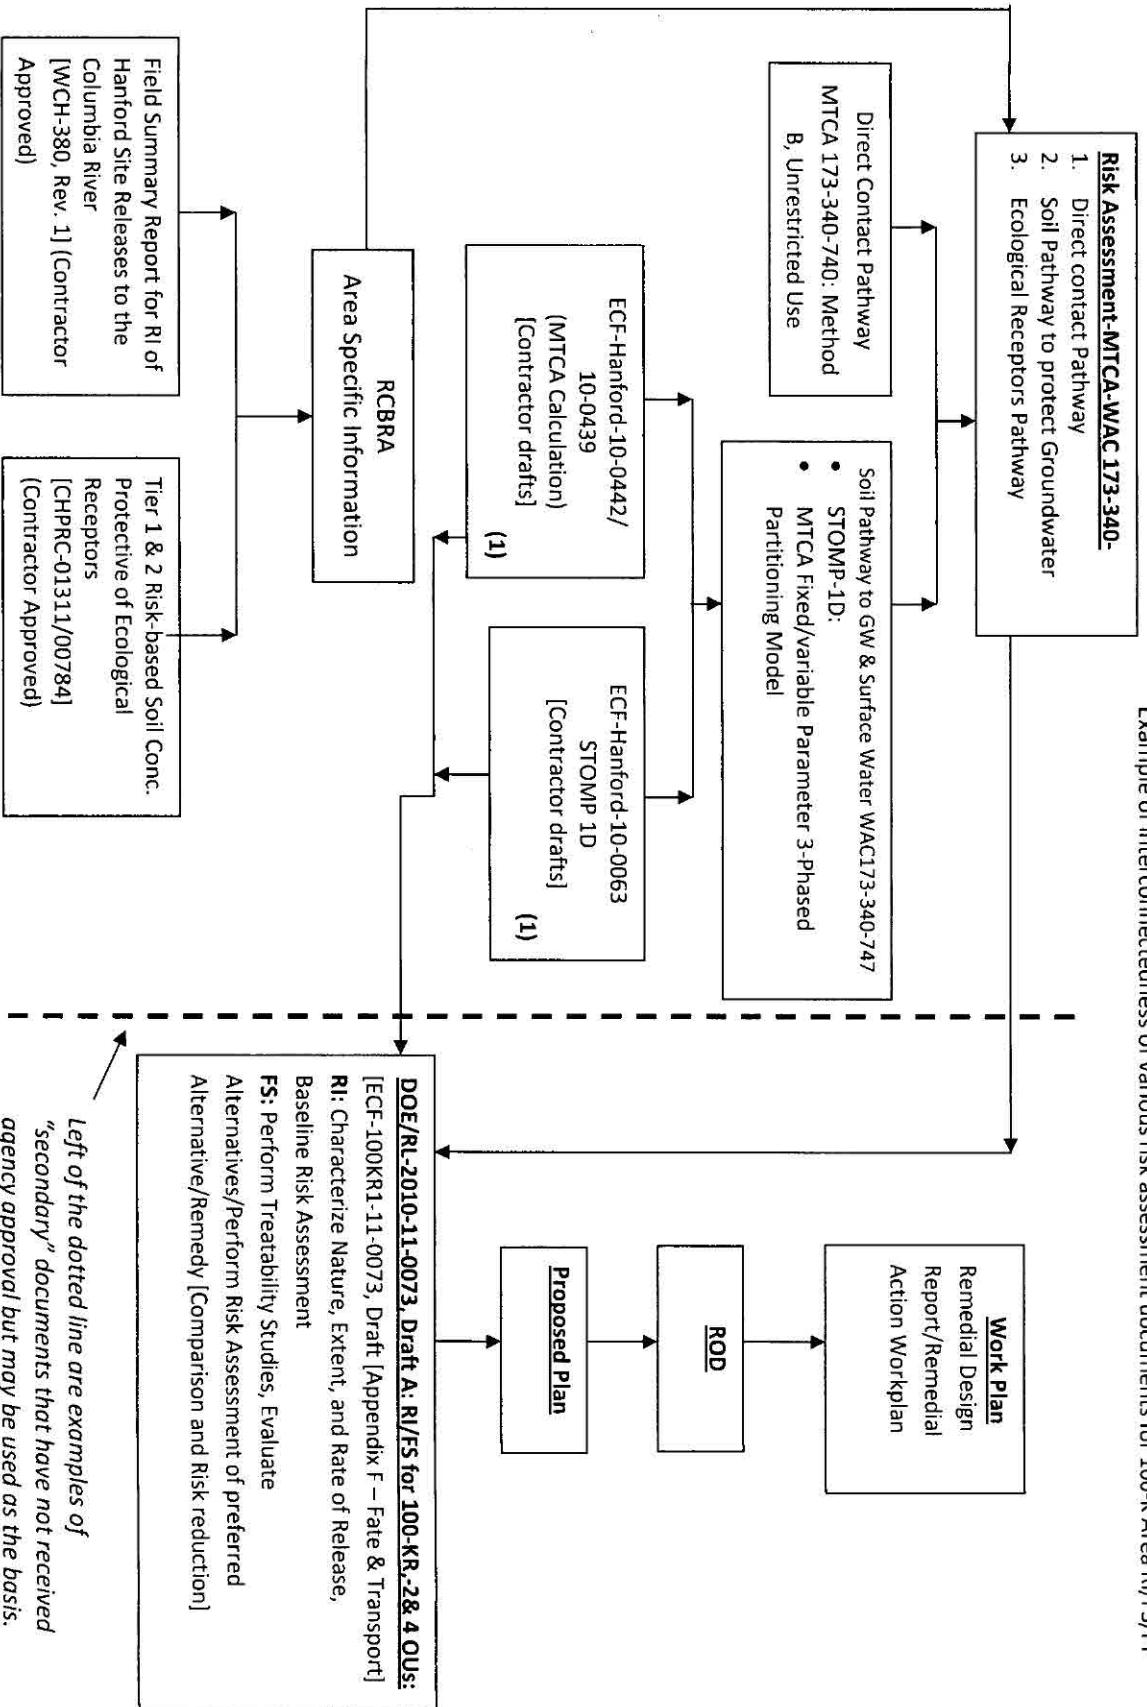 Example of interconnectedness of various risk assessment documents for 100-K Area RI/FS/PP
Risk Assessment-MTCA-WAC 173-340-
1. Direct contact Pathway
2. Soil Pathway to protect Groundwater
3. Ecological Receptors Pathway
Direct Contact Pathway
MTCA 173-340-740: Method
B, Unrestricted Use
Soil Pathway to GW & Surface Water WAC173-340-747
• STOMP-1D:
• MTCA Fixed/variable Parameter 3-Phased
Partitioning Model
ECF-Hanford-10-0442/
10-0439
(MTCA Calculation)
[Contractor drafts]
(1)
ECF-Hanford-10-0063
STOMP 1D
[Contractor drafts]
(1)
RCBRA
Area Specific Information
Field Summary Report for RI of
Hanford Site Releases to the
Columbia River
[WCH-380, Rev. 1] (Contractor
Approved)
Tier 1 & 2 Risk-based Soil Conc.
Protective of Ecological
Receptors
[CHPRC-01311/00784]
(Contractor Approved)
Work Plan
Remedial Design
Report/Remedial
Action Workplan
ROD
Proposed Plan
DOE/RL-2010-11-0073, Draft A: RI/FS for 100-KR,-2& 4 OUs:
[ECF-100KR1-11-0073, Draft [Appendix F – Fate & Transport]
RI: Characterize Nature, Extent, and Rate of Release,
Baseline Risk Assessment
FS: Perform Treatability Studies, Evaluate
Alternatives/Perform Risk Assessment of preferred
Alternative/Remedy [Comparison and Risk reduction]
Left of the dotted line are examples of
"secondary" documents that have not received
agency approval but may be used as the basis.